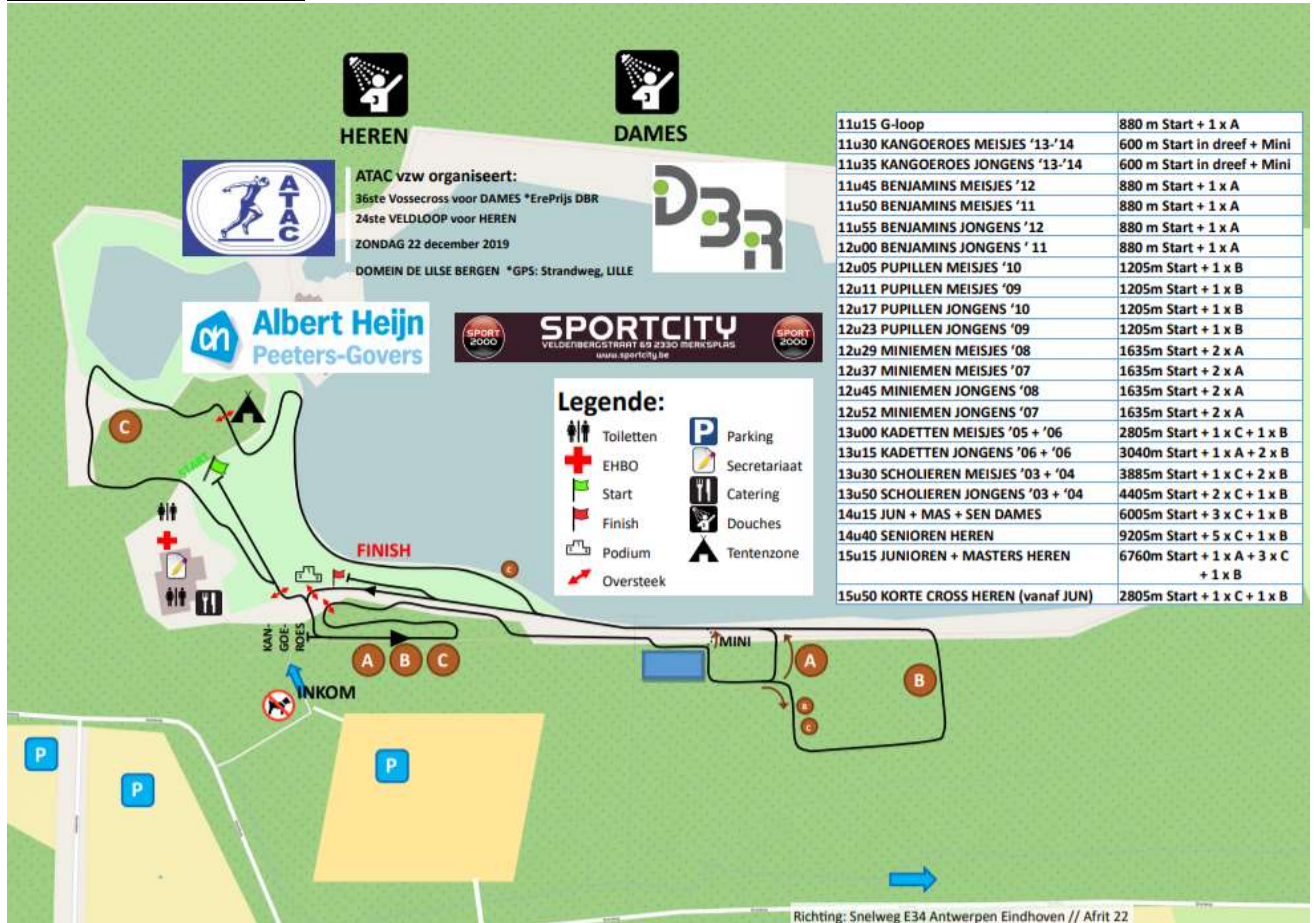 HEREN
DAMES
ATAC
ATAC vzw organiseert:
36ste Vossecross voor DAMES *ErePrijs DBR
24ste VELDLOOP voor HEREN
ZONDAG 22 december 2019
DOMEIN DE LILSE BERGEN *GPS: Strandweg, LILLE
DBR
ah Albert Heijn
Peeters-Govers
SPORT 2000
SPORTCITY
VELDENBERGSTRAAT 69 2330 MERKSPLAS
www.sportcity.be
SPORT 2000
11u15 G-loop 880 m Start + 1 x A
11u30 KANGOEROES MEISJES '13-'14 600 m Start in dreef + Mini
11u35 KANGOEROES JONGENS '13-'14 600 m Start in dreef + Mini
11u45 BENJAMINS MEISJES '12 880 m Start + 1 x A
11u50 BENJAMINS MEISJES '11 880 m Start + 1 x A
11u55 BENJAMINS JONGENS '12 880 m Start + 1 x A
12u00 BENJAMINS JONGENS ' 11 880 m Start + 1 x A
12u05 PUPILLEN MEISJES '10 1205m Start + 1 x B
12u11 PUPILLEN MEISJES '09 1205m Start + 1 x B
12u17 PUPILLEN JONGENS '10 1205m Start + 1 x B
12u23 PUPILLEN JONGENS '09 1205m Start + 1 x B
12u29 MINIEMEN MEISJES '08 1635m Start + 2 x A
12u37 MINIEMEN MEISJES '07 1635m Start + 2 x A
12u45 MINIEMEN JONGENS '08 1635m Start + 2 x A
12u52 MINIEMEN JONGENS '07 1635m Start + 2 x A
13u00 KADETTEN MEISJES '05 + '06 2805m Start + 1 x C + 1 x B
13u15 KADETTEN JONGENS '06 + '06 3040m Start + 1 x A + 2 x B
13u30 SCHOLIEREN MEISJES '03 + '04 3885m Start + 1 x C + 2 x B
13u50 SCHOLIEREN JONGENS '03 + '04 4405m Start + 2 x C + 1 x B
14u15 JUN + MAS + SEN DAMES 6005m Start + 3 x C + 1 x B
14u40 SENIOREN HEREN 9205m Start + 5 x C + 1 x B
15u15 JUNIOREN + MASTERS HEREN 6760m Start + 1 x A + 3 x C
+ 1 x B
15u50 KORTE CROSS HEREN (vanaf JUN) 2805m Start + 1 x C + 1 x B
Legende:
Toiletten
P Parking
EHBO
Secretariaat
Start
Catering
Finish
Douches
Podium
Tentenzone
Oversteek
C
START
FINISH
C
KAN-
GOE-
ROES
A B C
MINI
A
B
B
C
INKOM
P
P
P
Richting: Snelweg E34 Antwerpen Eindhoven // Afrit 22